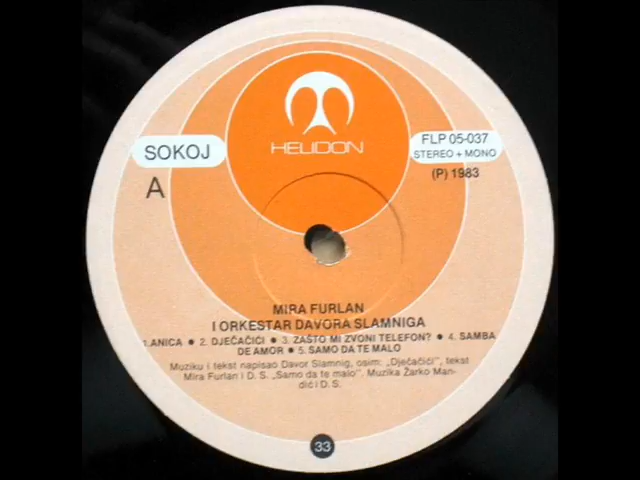 HELIDON
SOKOJ
FLP 05-037
STEREO + MONO
A
(P) 1983
MIRA FURLAN
I ORKESTAR DAVORA SLAMNIGA
1. ANICA ● 2. DJEČAČIĆI ● 3. ZAŠTO MI ZVONI TELEFON? ● 4. SAMBA
DE AMOR ● 5. SAMO DA TE MALO
Muziku i tekst napisao Davor Slamnig, osim: „Dječačići”, tekst
Mira Furlan i D. S. „Samo da te malo”. Muzika Žarko Man-
dić i D. S.
33